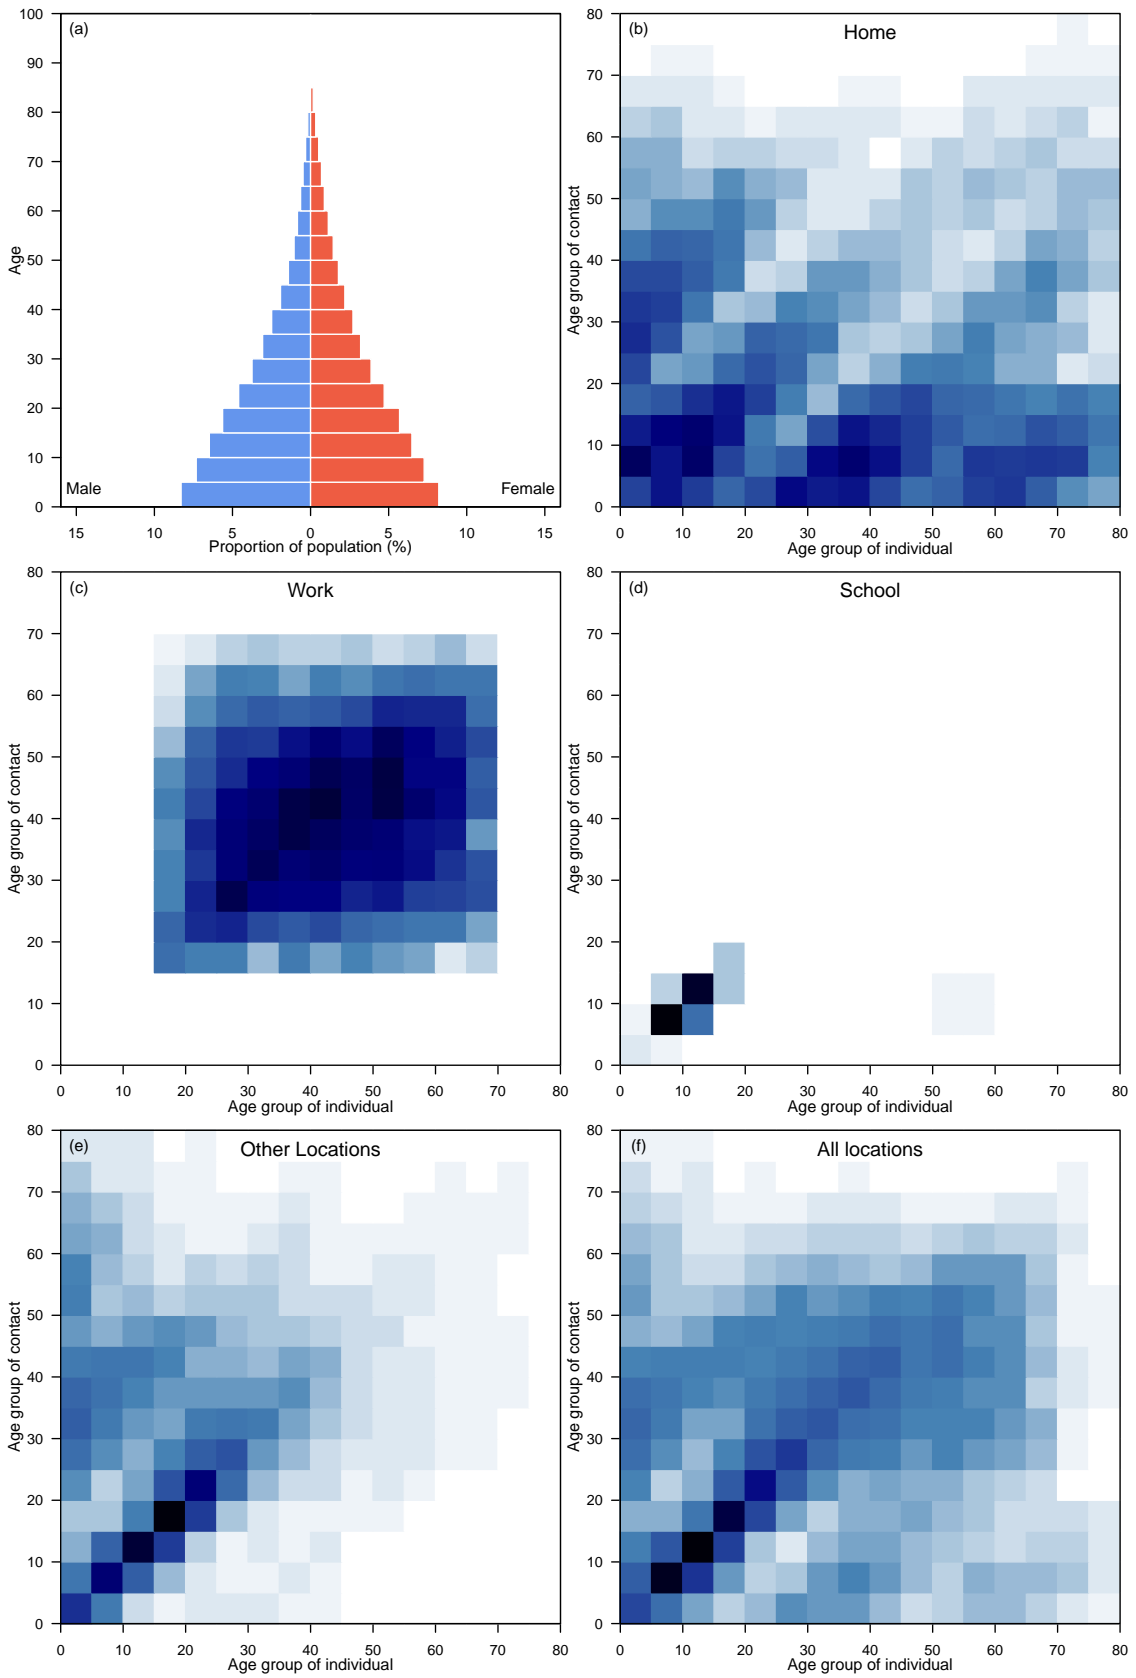 (a)
100
90
80
70
60
50
40
30
20
10
0
Age
Male
Female
15 10 5 0 5 10 15
Proportion of population (%)
(b)
Home
80
70
60
50
40
30
20
10
0
Age group of contact
0 10 20 30 40 50 60 70 80
Age group of individual
(c)
Work
80
70
60
50
40
30
20
10
0
Age group of contact
0 10 20 30 40 50 60 70 80
Age group of individual
(d)
School
80
70
60
50
40
30
20
10
0
Age group of contact
0 10 20 30 40 50 60 70 80
Age group of individual
(e)
Other Locations
80
70
60
50
40
30
20
10
0
Age group of contact
0 10 20 30 40 50 60 70 80
Age group of individual
(f)
All locations
80
70
60
50
40
30
20
10
0
Age group of contact
0 10 20 30 40 50 60 70 80
Age group of individual